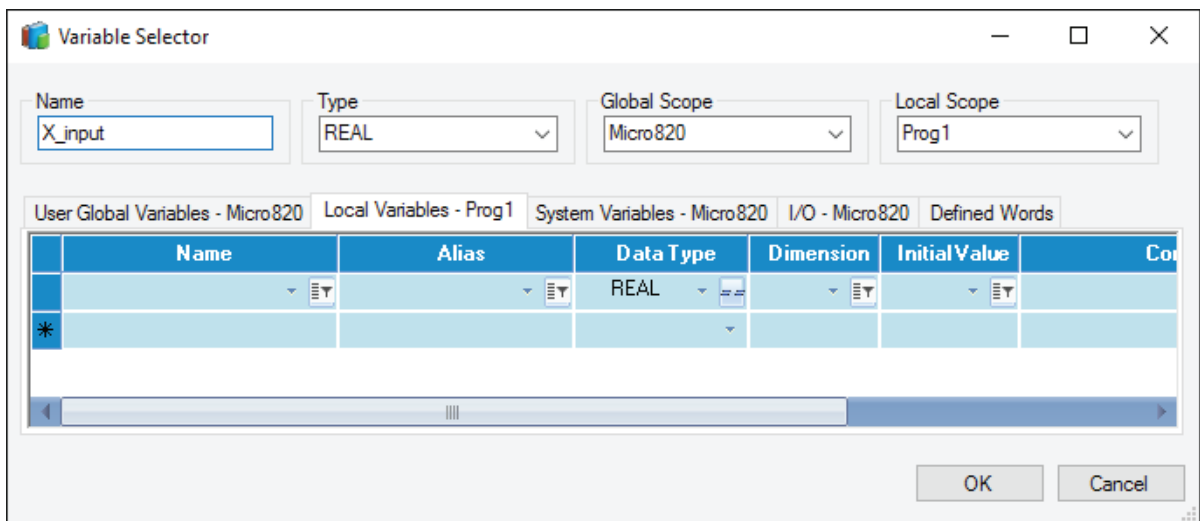 Variable Selector
Name Type Global Scope Local Scope
X_input REAL Micro820 Prog1
User Global Variables - Micro820 Local Variables - Prog1 System Variables - Micro820 I/O - Micro820 Defined Words
Name Alias Data Type Dimension Initial Value
REAL ==
*
OK Cancel